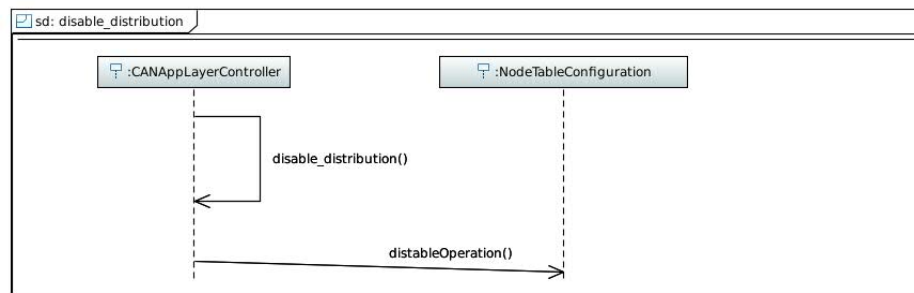 sd: disable_distribution
:CANAppLayerController
:NodeTableConfiguration
disable_distribution()
distableOperation()